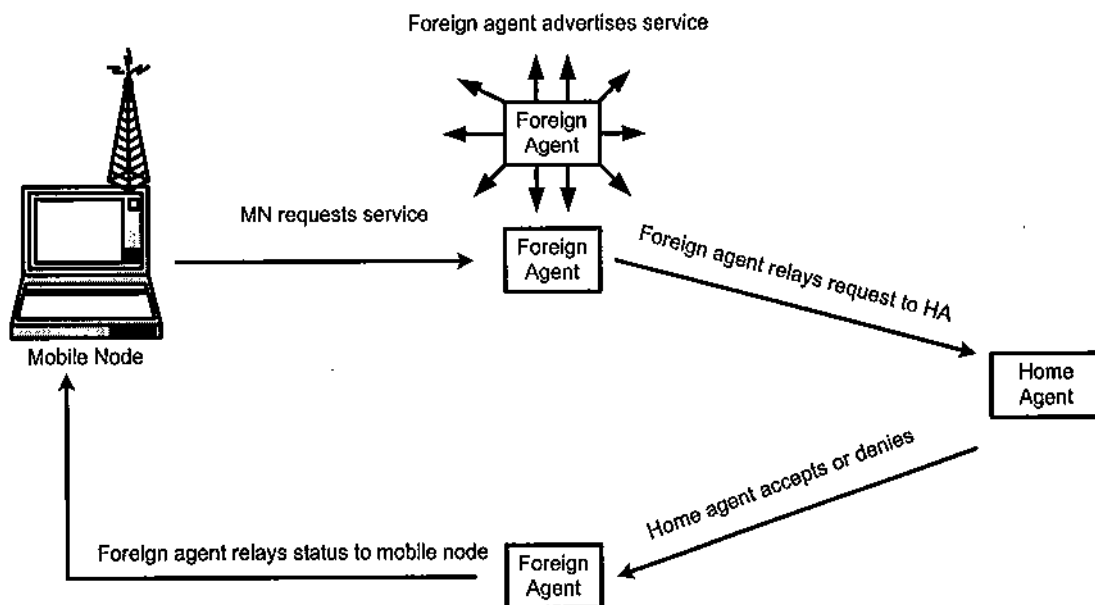 Foreign agent advertises service
Foreign
Agent
MN requests service
Foreign
Agent
Foreign agent relays request to HA
Mobile Node
Home
Agent
Home agent accepts or denies
Foreign agent relays status to mobile node
Foreign
Agent